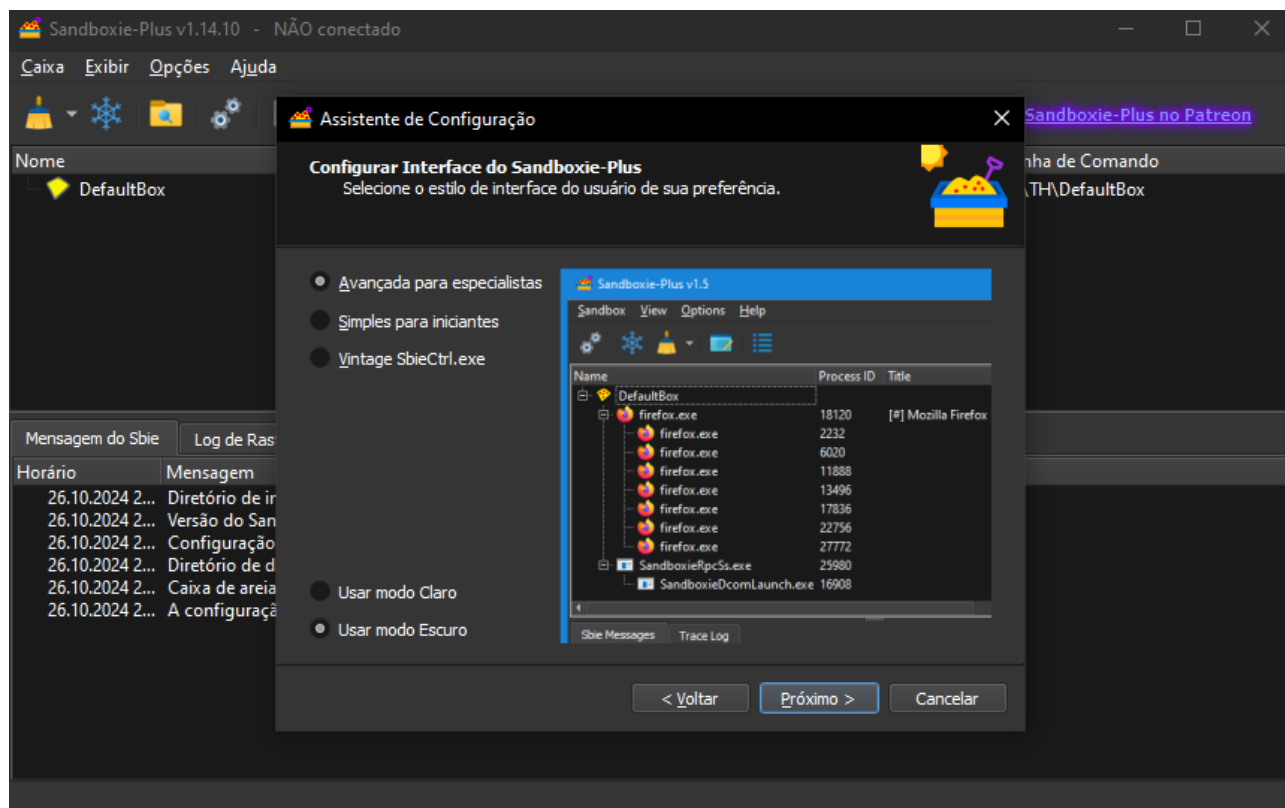 Sandboxie-Plus v1.14.10 - NÃO conectado
Caixa Exibir Opções Ajuda
Sandboxie-Plus no Patreon
Nome
nha de Comando
DefaultBox
\TH\DefaultBox
Assistente de Configuração
Configurar Interface do Sandboxie-Plus
Selecione o estilo de interface do usuário de sua preferência.
Avançada para especialistas
Simples para iniciantes
Vintage SbieCtrl.exe
Usar modo Claro
Usar modo Escuro
Sandboxie-Plus v1.5
Sandbox View Options Help
Name Process ID Title
DefaultBox
firefox.exe 18120 [#] Mozilla Firefox
firefox.exe 2232
firefox.exe 6020
firefox.exe 11888
firefox.exe 13496
firefox.exe 17836
firefox.exe 22756
firefox.exe 27772
SandboxieRpcSs.exe 25980
SandboxieDcomLaunch.exe 16908
Sbie Messages Trace Log
< Voltar Próximo > Cancelar
Mensagem do Sbie Log de Ras
Horário Mensagem
26.10.2024 2... Diretório de in
26.10.2024 2... Versão do San
26.10.2024 2... Configuração
26.10.2024 2... Diretório de d
26.10.2024 2... Caixa de areia
26.10.2024 2... A configuraçã